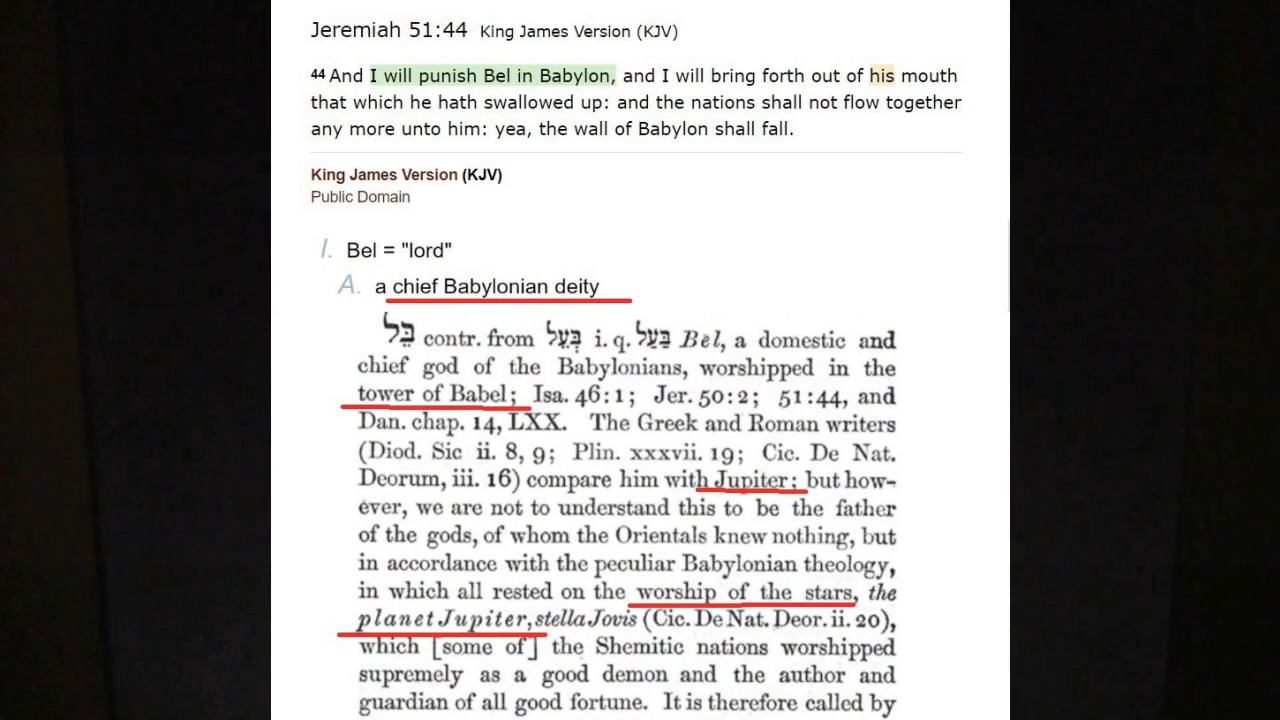 Jeremiah 51:44 King James Version (KJV)
44 And I will punish Bel in Babylon, and I will bring forth out of his mouth
that which he hath swallowed up: and the nations shall not flow together
any more unto him: yea, the wall of Babylon shall fall.
King James Version (KJV)
Public Domain
I. Bel = "lord"
A. a chief Babylonian deity
בֵּל contr. from בְּעֵל i. q. בַּעַל Bel, a domestic and
chief god of the Babylonians, worshipped in the
tower of Babel; Isa. 46:1; Jer. 50:2; 51:44, and
Dan. chap. 14, LXX. The Greek and Roman writers
(Diod. Sic ii. 8, 9; Plin. xxxvii. 19; Cic. De Nat.
Deorum, iii. 16) compare him with Jupiter; but how-
ever, we are not to understand this to be the father
of the gods, of whom the Orientals knew nothing, but
in accordance with the peculiar Babylonian theology,
in which all rested on the worship of the stars, the
planet Jupiter, stella Jovis (Cic. De Nat. Deor. ii. 20),
which [some of] the Shemitic nations worshipped
supremely as a good demon and the author and
guardian of all good fortune. It is therefore called by